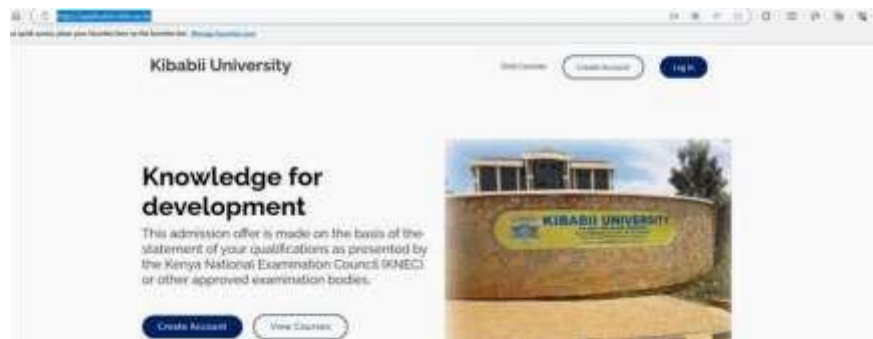 Kibabii University
Create Account
Log In
Knowledge for
development
This admission offer is made on the basis of the
statement of your qualifications as presented by
the Kenya National Examination Council (KNEC)
or other approved examination bodies.
KIBABII UNIVERSITY
Create Account
View Courses